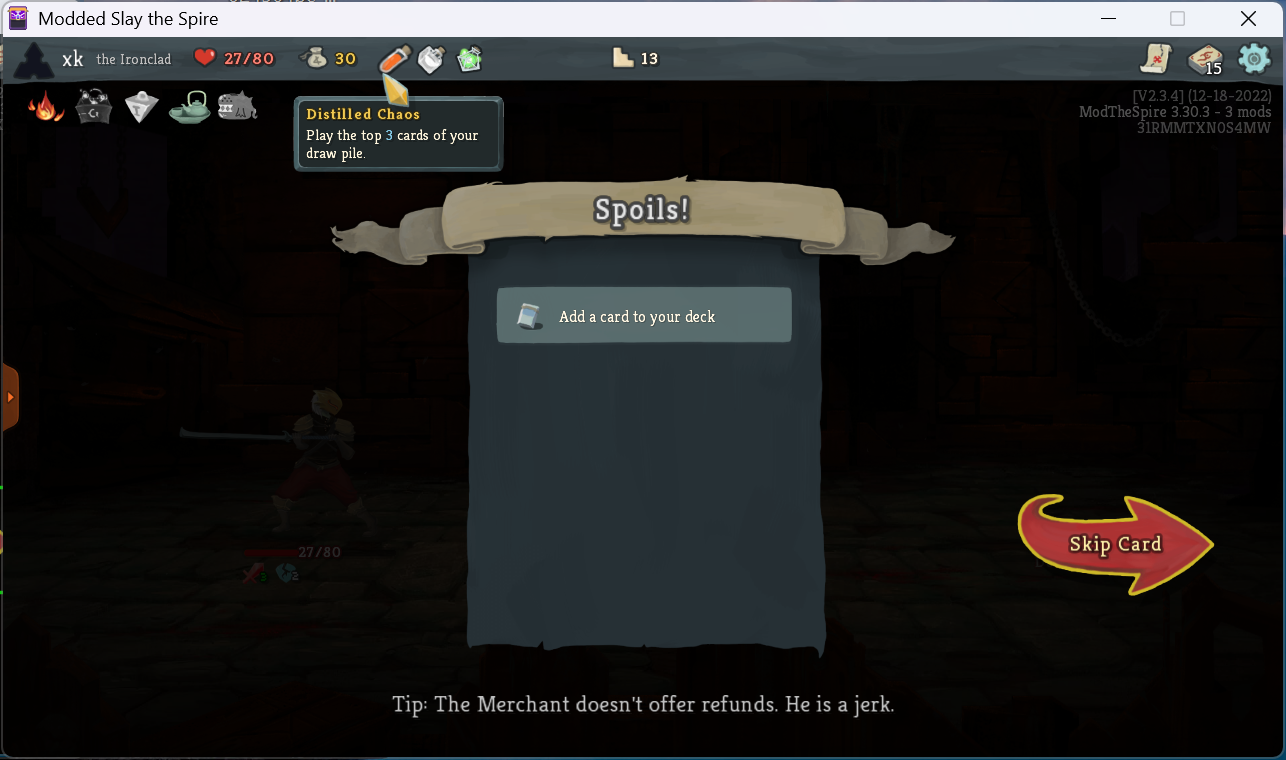 Modded Slay the Spire
xk the Ironclad 27/80 30 13 15
[V2.3.4] (12-18-2022)
ModTheSpire 3.30.3 - 3 mods
31RMMTXN0S4MW
Distilled Chaos
Play the top 3 cards of your
draw pile.
Spoils!
Add a card to your deck
Skip Card
27/80
3 2
Tip: The Merchant doesn't offer refunds. He is a jerk.